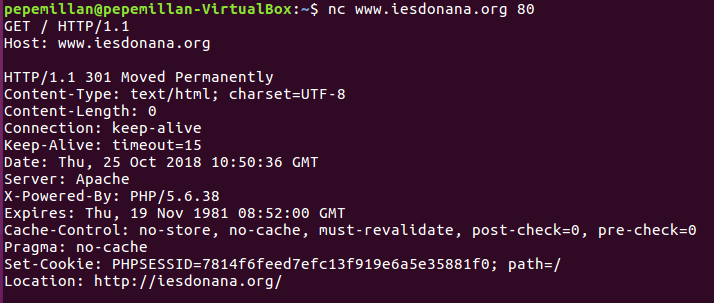 pepemillan@pepemillan-VirtualBox:~$ nc www.iesdonana.org 80
GET / HTTP/1.1
Host: www.iesdonana.org

HTTP/1.1 301 Moved Permanently
Content-Type: text/html; charset=UTF-8
Content-Length: 0
Connection: keep-alive
Keep-Alive: timeout=15
Date: Thu, 25 Oct 2018 10:50:36 GMT
Server: Apache
X-Powered-By: PHP/5.6.38
Expires: Thu, 19 Nov 1981 08:52:00 GMT
Cache-Control: no-store, no-cache, must-revalidate, post-check=0, pre-check=0
Pragma: no-cache
Set-Cookie: PHPSESSID=7814f6feed7efc13f919e6a5e35881f0; path=/
Location: http://iesdonana.org/